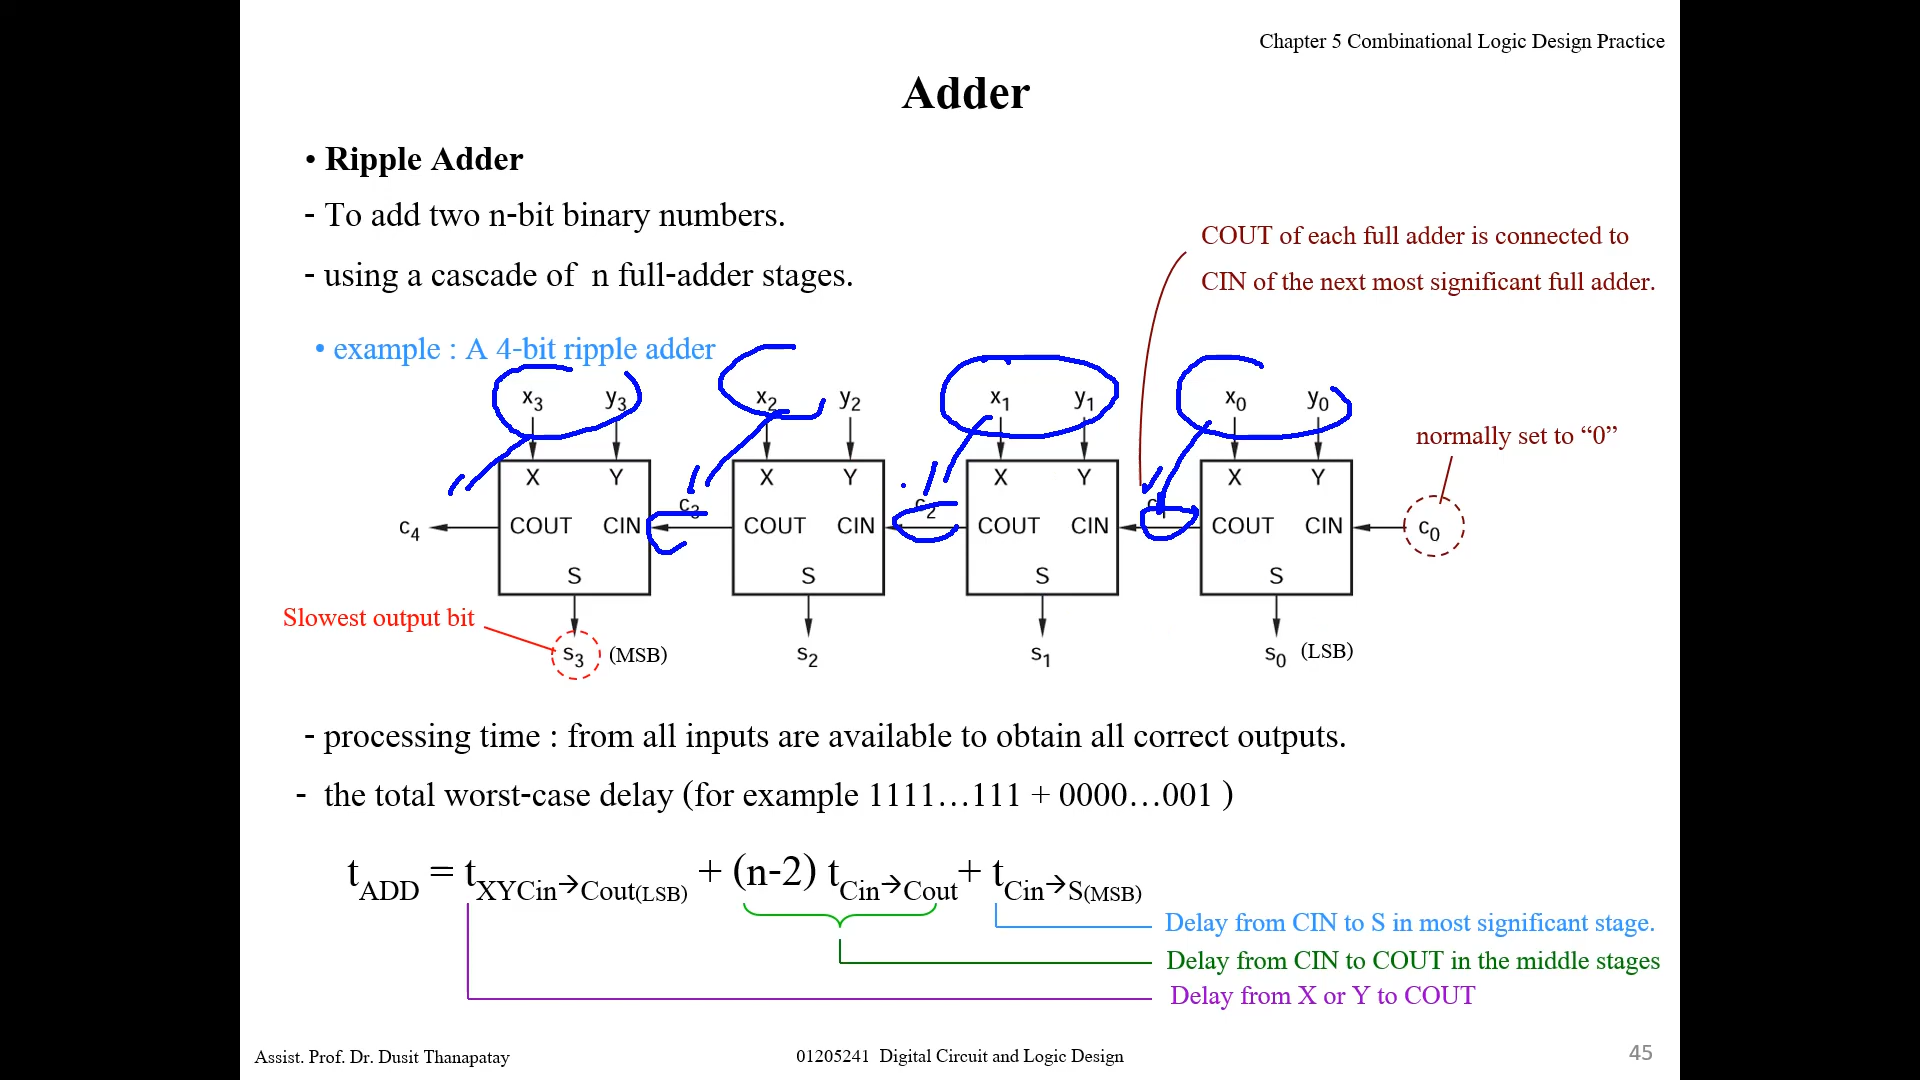 Chapter 5 Combinational Logic Design Practice
Adder
• Ripple Adder
- To add two n-bit binary numbers.
- using a cascade of n full-adder stages.
COUT of each full adder is connected to
CIN of the next most significant full adder.
• example : A 4-bit ripple adder
x3 y3 x2 y2 x1 y1 x0 y0
normally set to “0”
X Y X Y X Y X Y
c4 COUT CIN c3 COUT CIN c2 COUT CIN c1 COUT CIN c0
S S S S
Slowest output bit
s3 (MSB) s2 s1 s0 (LSB)
- processing time : from all inputs are available to obtain all correct outputs.
- the total worst-case delay (for example 1111…111 + 0000…001 )
tADD = tXYCin→Cout(LSB) + (n-2) tCin→Cout + tCin→S(MSB)
Delay from CIN to S in most significant stage.
Delay from CIN to COUT in the middle stages
Delay from X or Y to COUT
Assist. Prof. Dr. Dusit Thanapatay 01205241 Digital Circuit and Logic Design 45